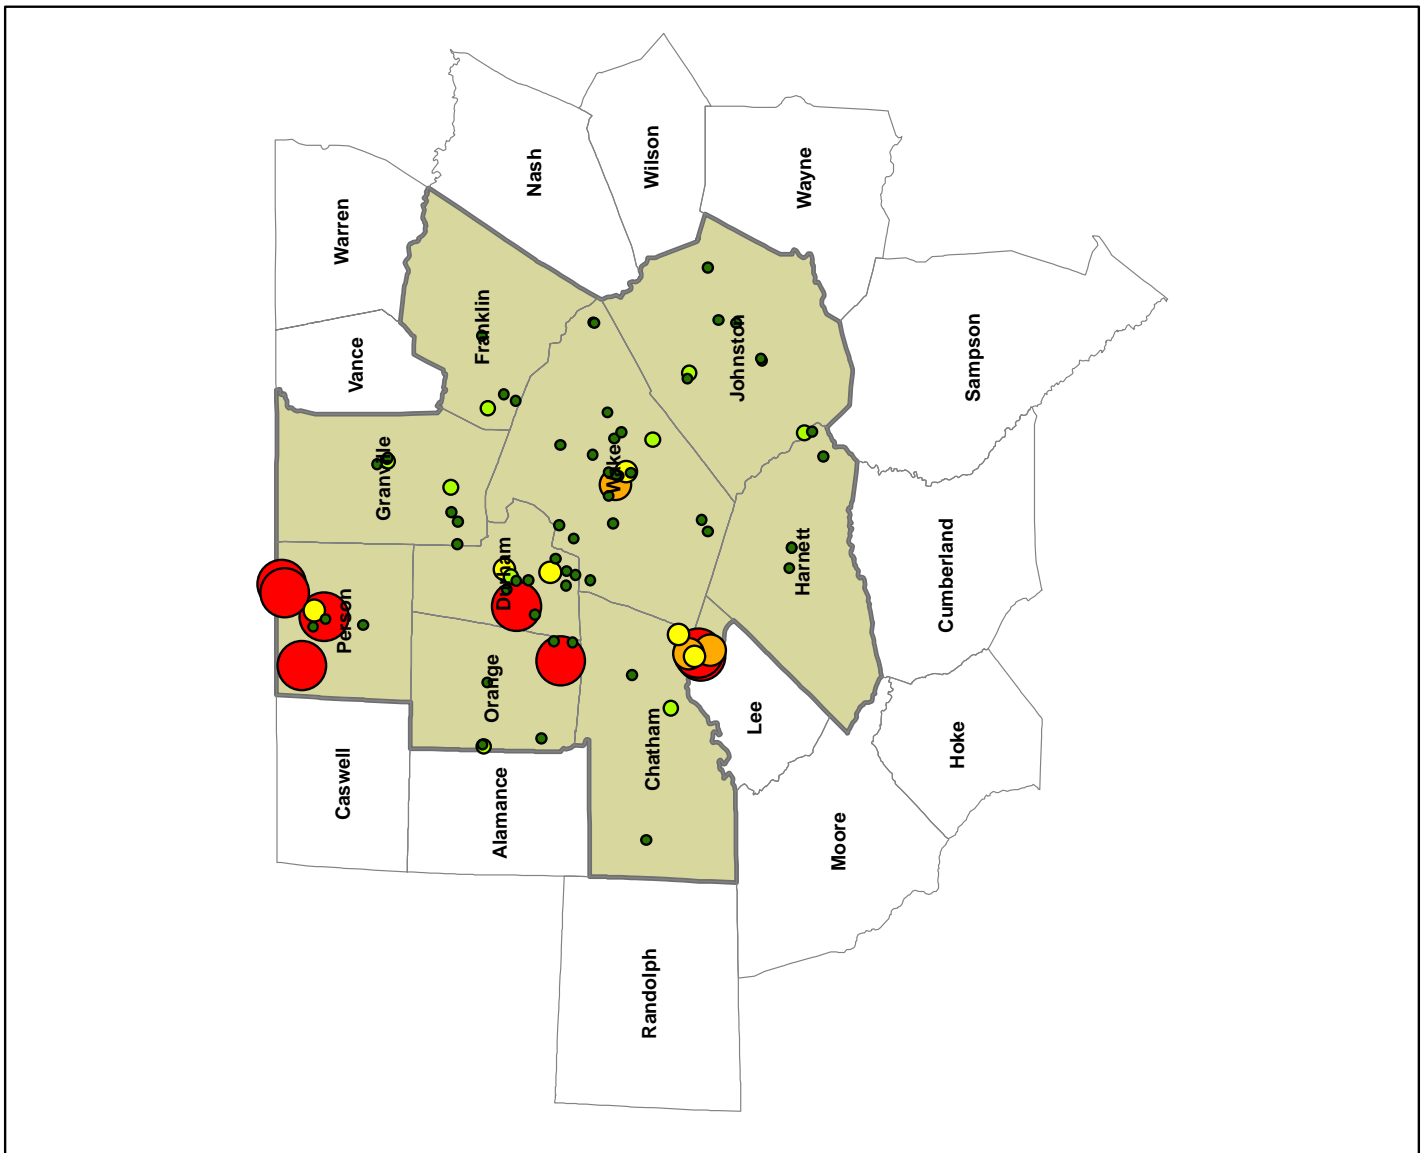 Caswell
Person
Granville
Vance
Warren
Alamance
Orange
Durham
Franklin
Nash
Randolph
Chatham
Wake
Wilson
Lee
Johnston
Moore
Harnett
Wayne
Hoke
Cumberland
Sampson